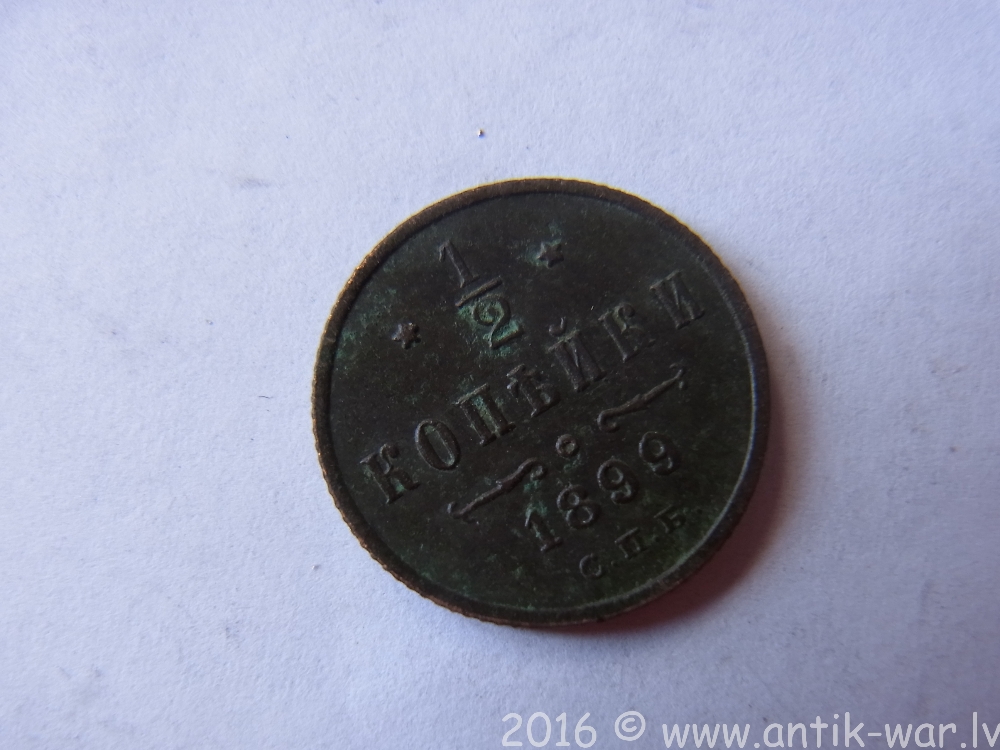 1/2
КОПѢЙКИ
1899
С.П.Б.
2016 © www.antik-war.lv